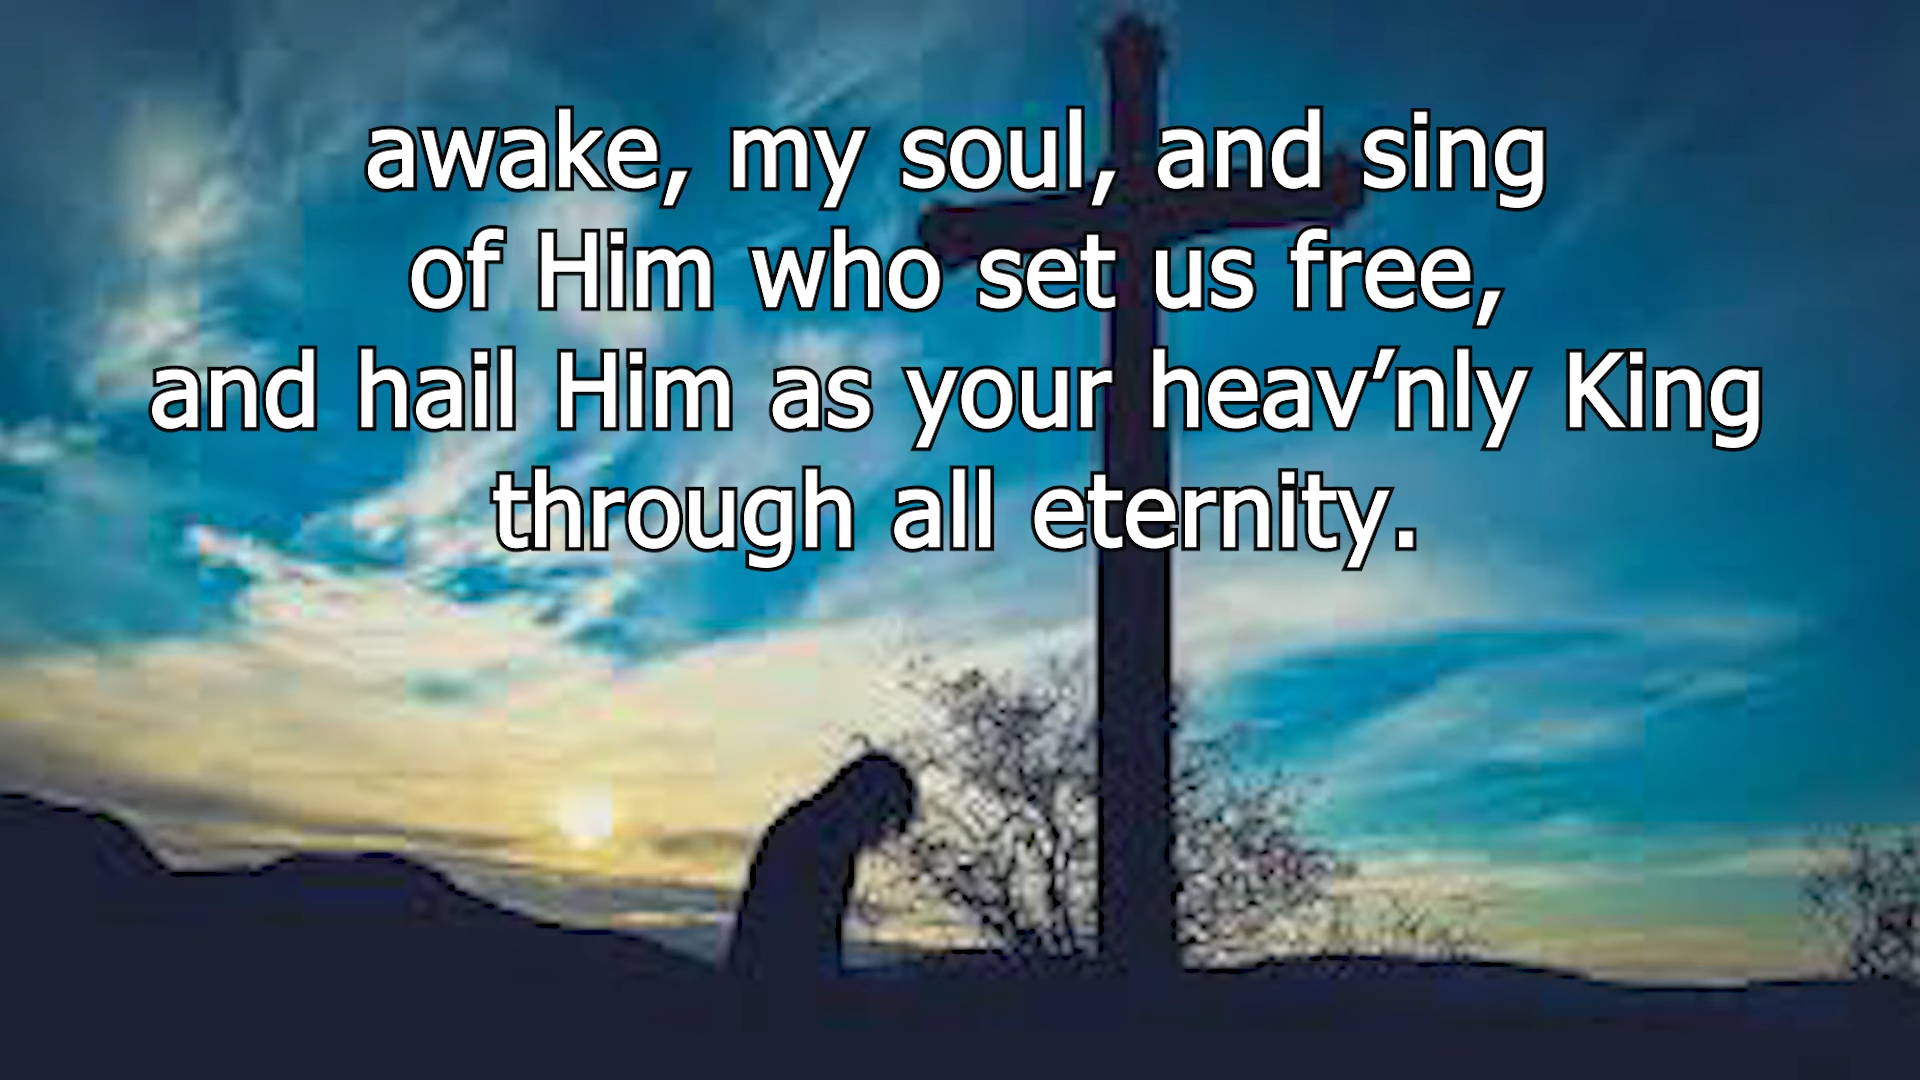 awake, my soul, and sing
of Him who set us free,
and hail Him as your heav’nly King
through all eternity.